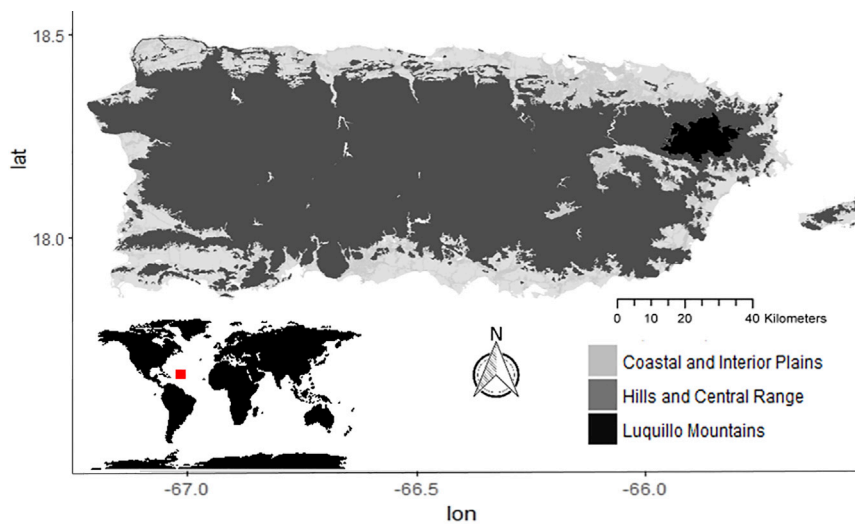 18.5
lat
18.0
0 10 20 40 Kilometers
N
Coastal and Interior Plains
Hills and Central Range
Luquillo Mountains
-67.0 -66.5 -66.0
lon